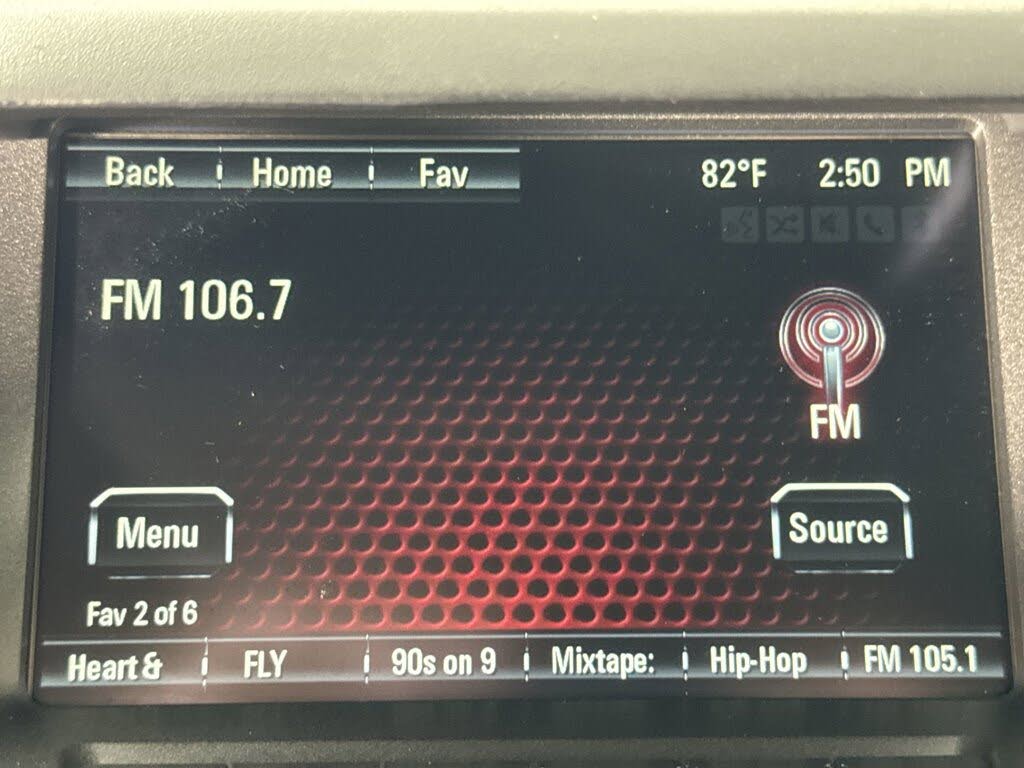 Back Home Fav 82°F 2:50 PM
FM 106.7
FM
Menu Source
Fav 2 of 6
Heart & FLY 90s on 9 Mixtape: Hip-Hop FM 105.1